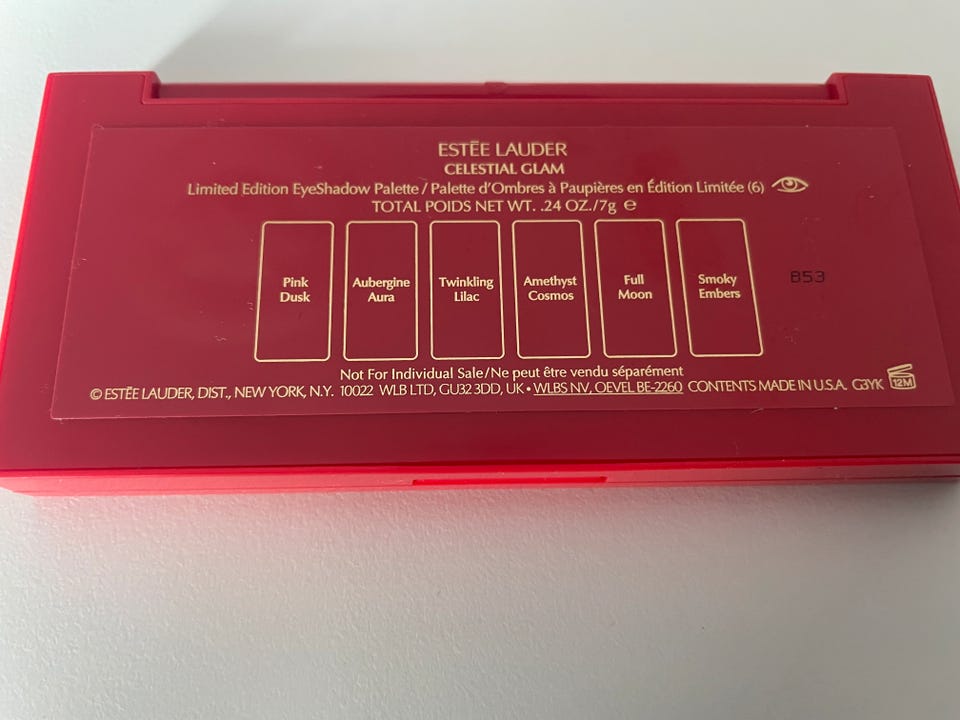 ESTĒE LAUDER
CELESTIAL GLAM
Limited Edition EyeShadow Palette / Palette d'Ombres à Paupières en Édition Limitée (6)
TOTAL POIDS NET WT. .24 OZ./7g ℮
Pink
Dusk
Aubergine
Aura
Twinkling
Lilac
Amethyst
Cosmos
Full
Moon
Smoky
Embers
B53
Not For Individual Sale/Ne peut être vendu séparément
© ESTĒE LAUDER, DIST., NEW YORK, N.Y. 10022 WLB LTD, GU32 3DD, UK • WLBS NV, OEVEL BE-2260 CONTENTS MADE IN U.S.A. G3YK 12M